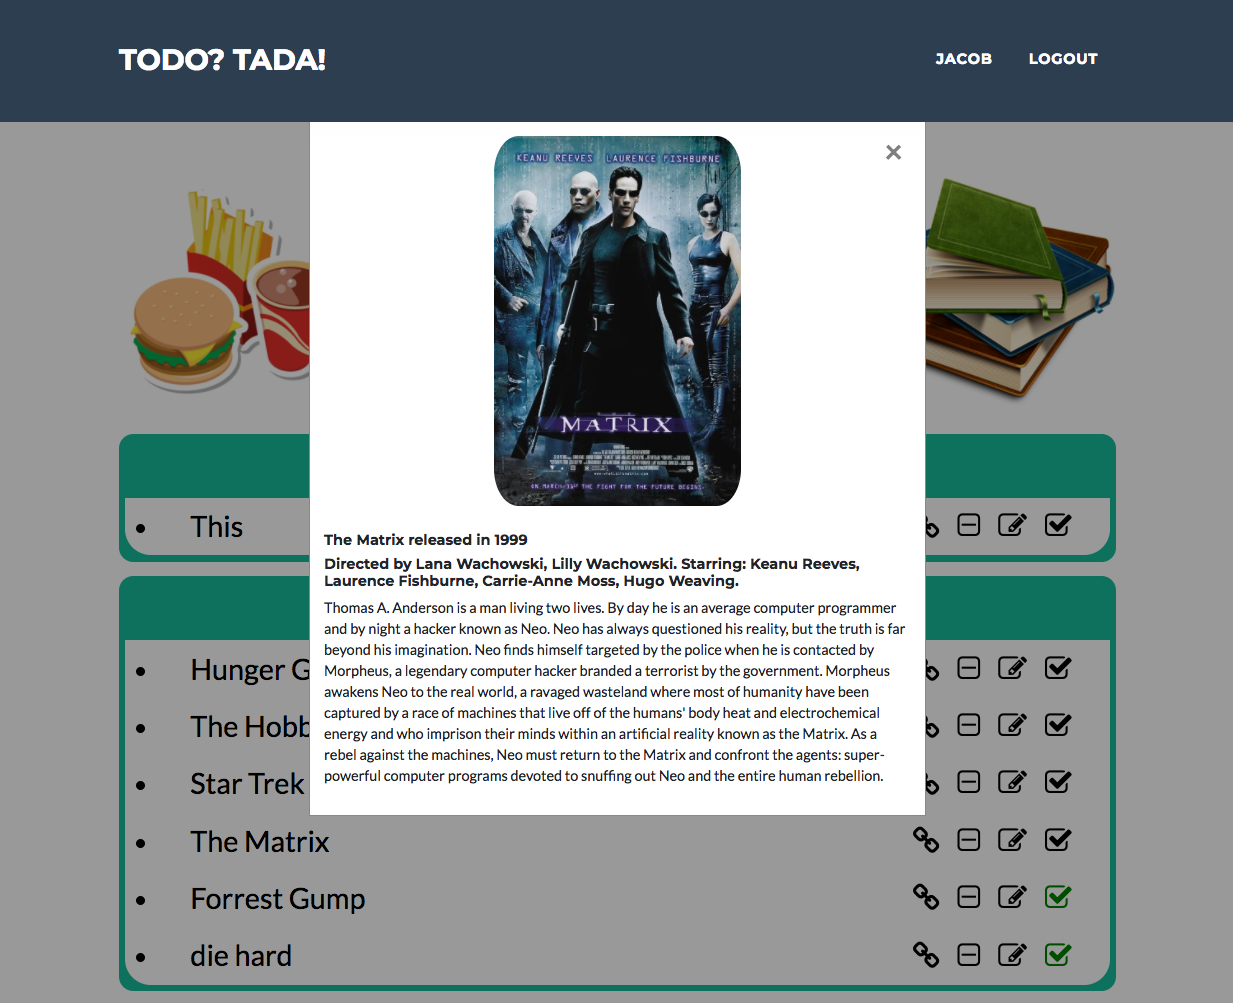 TODO? TADA!
JACOB
LOGOUT
KEANU REEVES LAURENCE FISHBURNE
MATRIX
ON MARCH 31ST THE FIGHT FOR THE FUTURE BEGINS.
The Matrix released in 1999
Directed by Lana Wachowski, Lilly Wachowski. Starring: Keanu Reeves,
Laurence Fishburne, Carrie-Anne Moss, Hugo Weaving.
Thomas A. Anderson is a man living two lives. By day he is an average computer programmer
and by night a hacker known as Neo. Neo has always questioned his reality, but the truth is far
beyond his imagination. Neo finds himself targeted by the police when he is contacted by
Morpheus, a legendary computer hacker branded a terrorist by the government. Morpheus
awakens Neo to the real world, a ravaged wasteland where most of humanity have been
captured by a race of machines that live off of the humans' body heat and electrochemical
energy and who imprison their minds within an artificial reality known as the Matrix. As a
rebel against the machines, Neo must return to the Matrix and confront the agents: super-
powerful computer programs devoted to snuffing out Neo and the entire human rebellion.
This
Hunger G
The Hobb
Star Trek
The Matrix
Forrest Gump
die hard